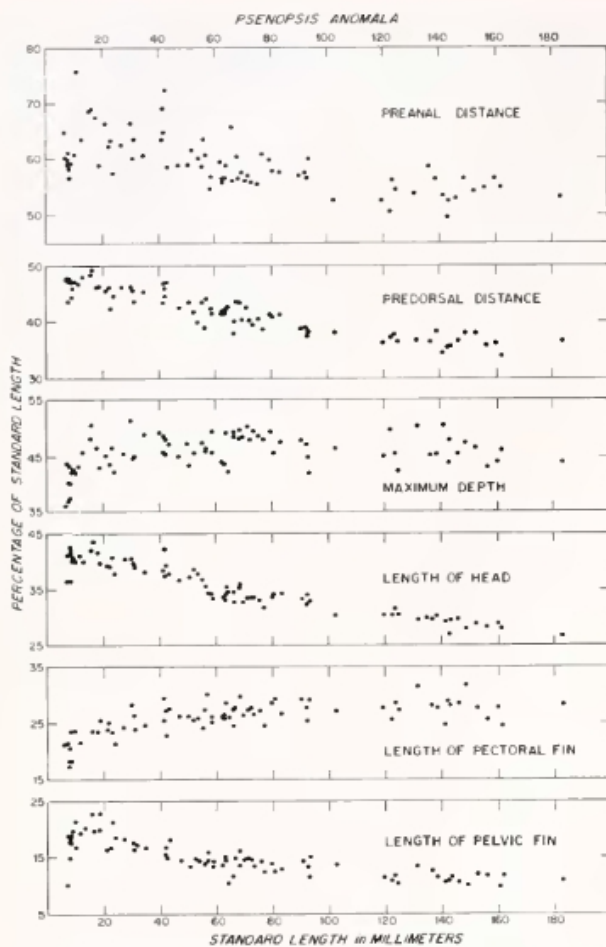 PSENOPSIS ANOMALA
20 40 60 80 100 120 140 160 180
80
70
60
50
PREANAL DISTANCE
50
40
30
PREDORSAL DISTANCE
55
45
35
MAXIMUM DEPTH
45
35
25
LENGTH OF HEAD
35
25
15
LENGTH OF PECTORAL FIN
25
15
5
LENGTH OF PELVIC FIN
PERCENTAGE OF STANDARD LENGTH
20 40 60 80 100 120 140 160 180
STANDARD LENGTH in MILLIMETERS